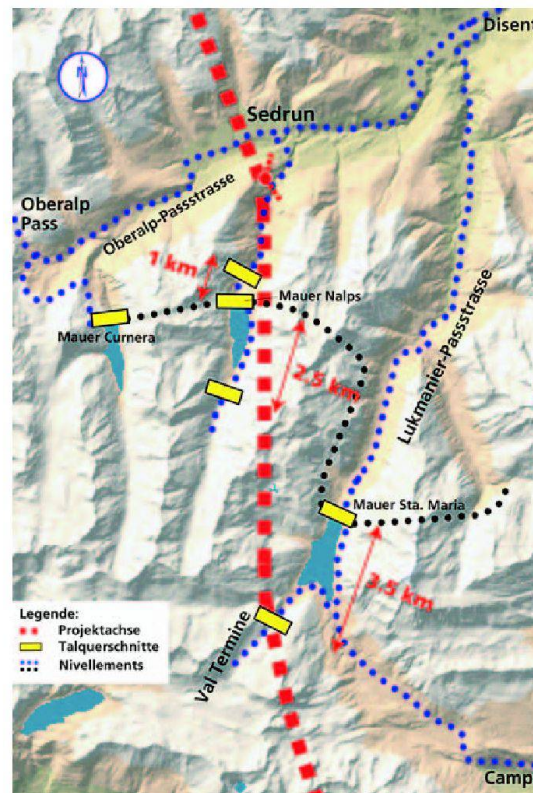 Disent
Sedrun
Oberalp
Pass
Oberalp-Passstrasse
1 km
Mauer Nalps
Mauer Curnera
2.5 km
Lukmanier-Passstrasse
Mauer Sta. Maria
3.5 km
Legende:
Projektachse
Talquerschnitte
Nivellements
Val Termine
Camp